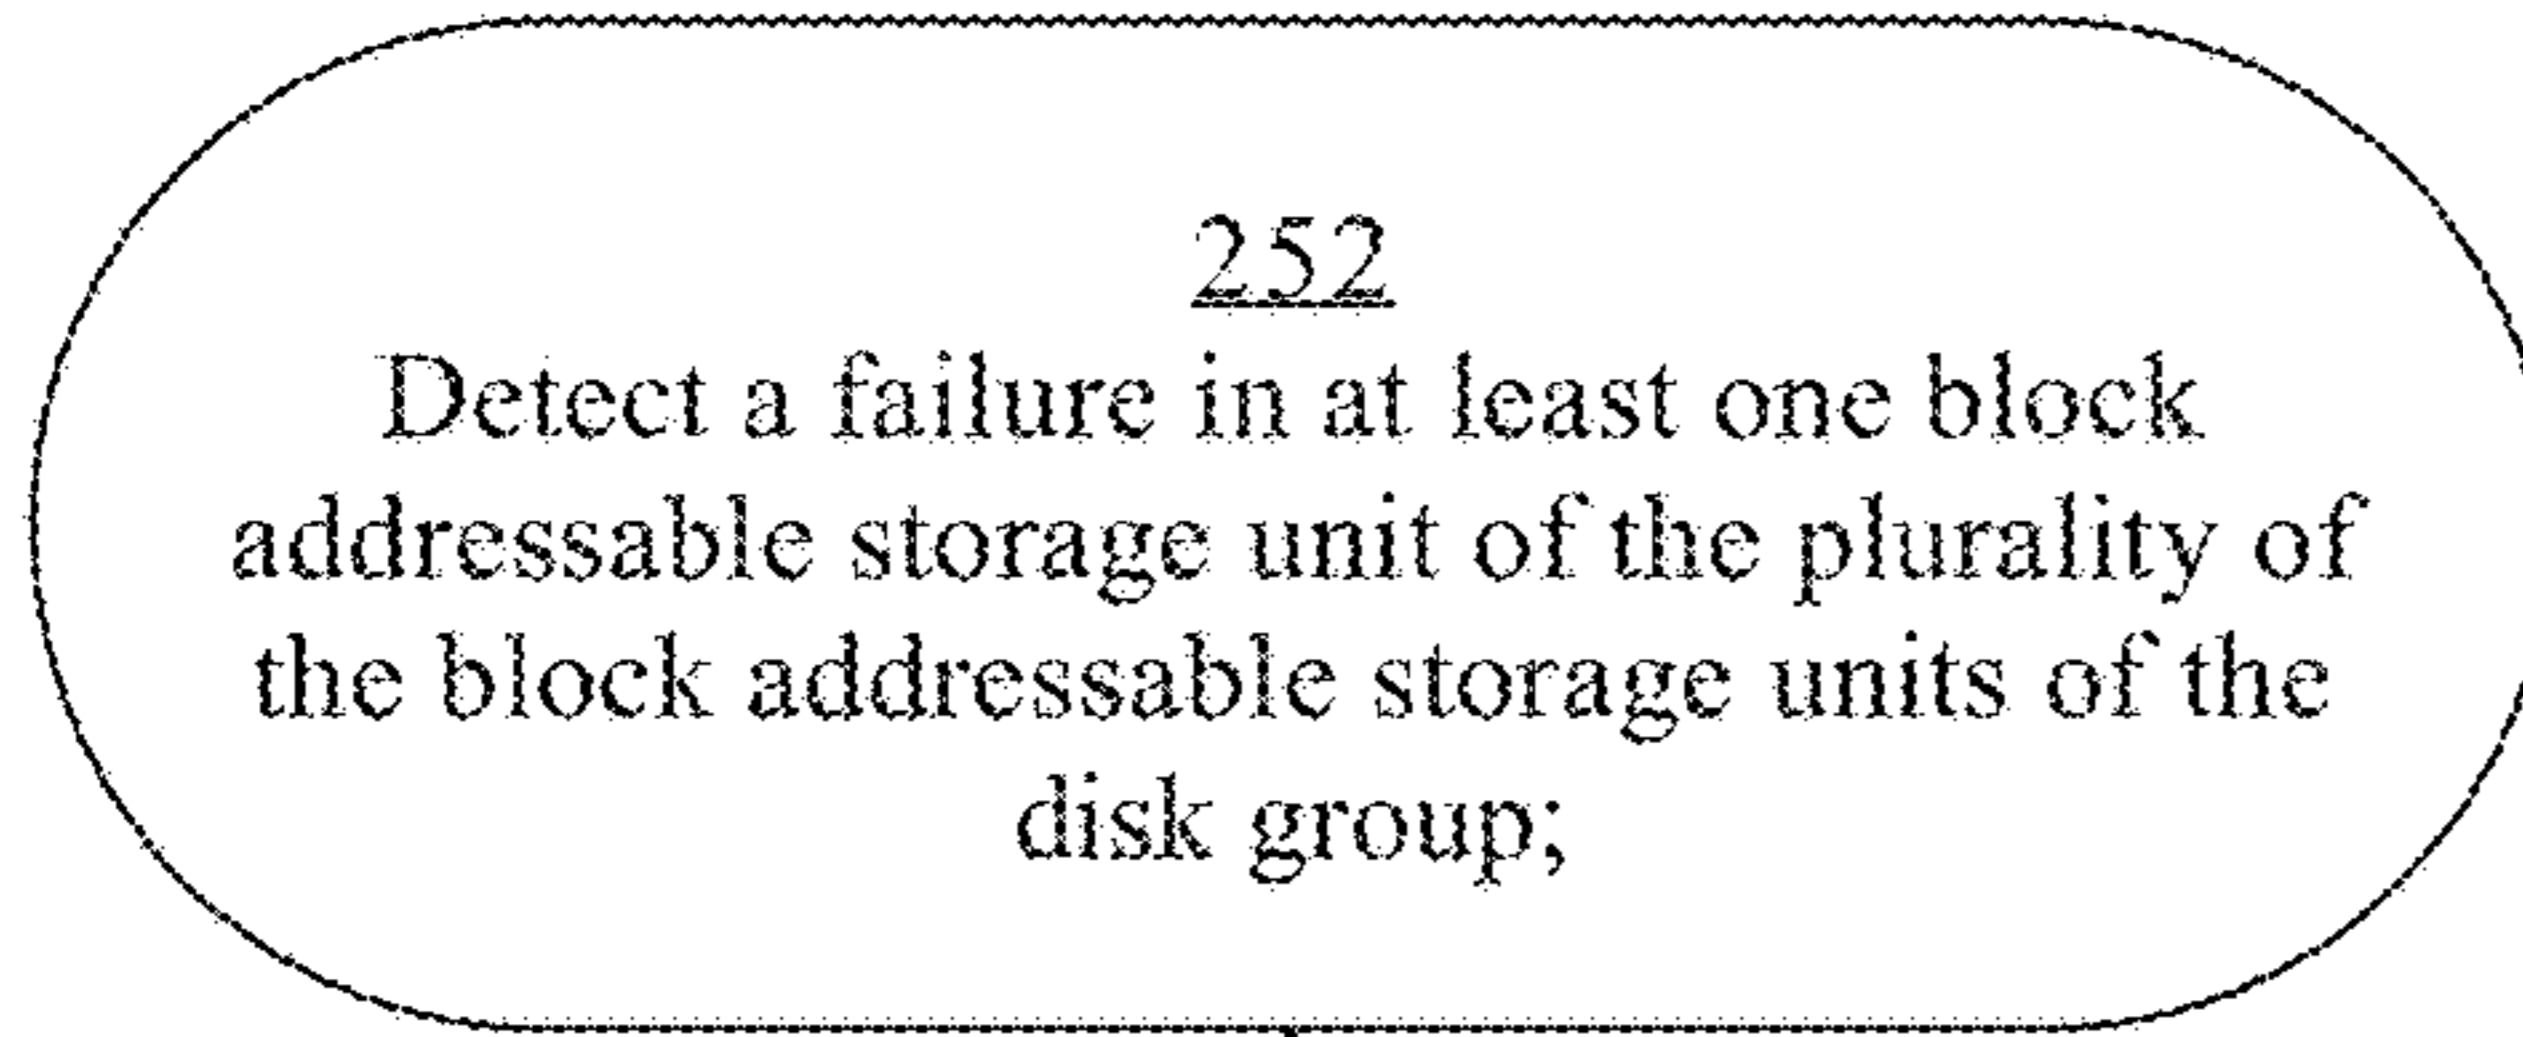 252
Detect a failure in at least one block
addressable storage unit of the plurality of
the block addressable storage units of the
disk group;